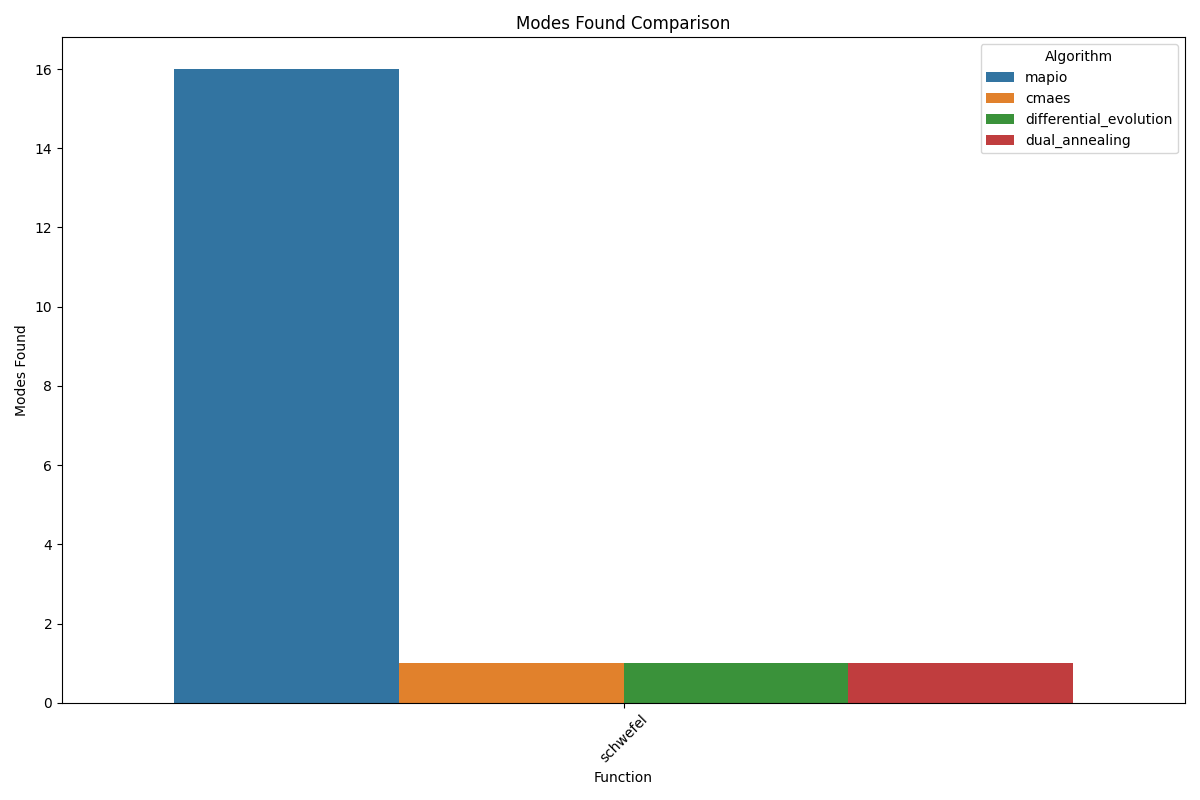 Modes Found Comparison
Algorithm
mapio
cmaes
differential_evolution
dual_annealing
Modes Found
16
14
12
10
8
6
4
2
0
schwefel
Function